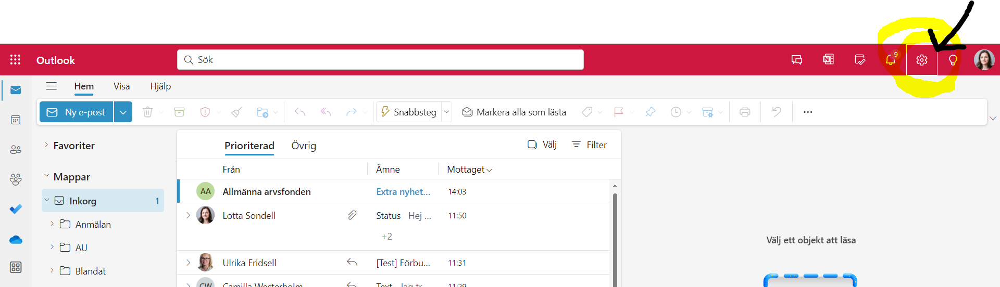 Outlook
Sök
9
Hem Visa Hjälp
Ny e-post Snabbsteg Markera alla som lästa ...
Favoriter
Prioriterad Övrig Välj Filter
Från Ämne Mottaget
Mappar
AA Allmänna arvsfonden Extra nyhet... 14:03
Inkorg 1
Lotta Sondell Status Hej ... 11:50
Anmälan
+2
Välj ett objekt att läsa
AU
Ulrika Fridsell [Test] Förbu... 11:31
Blandat
CW Camilla Westerholm Text Jag tr... 11:29